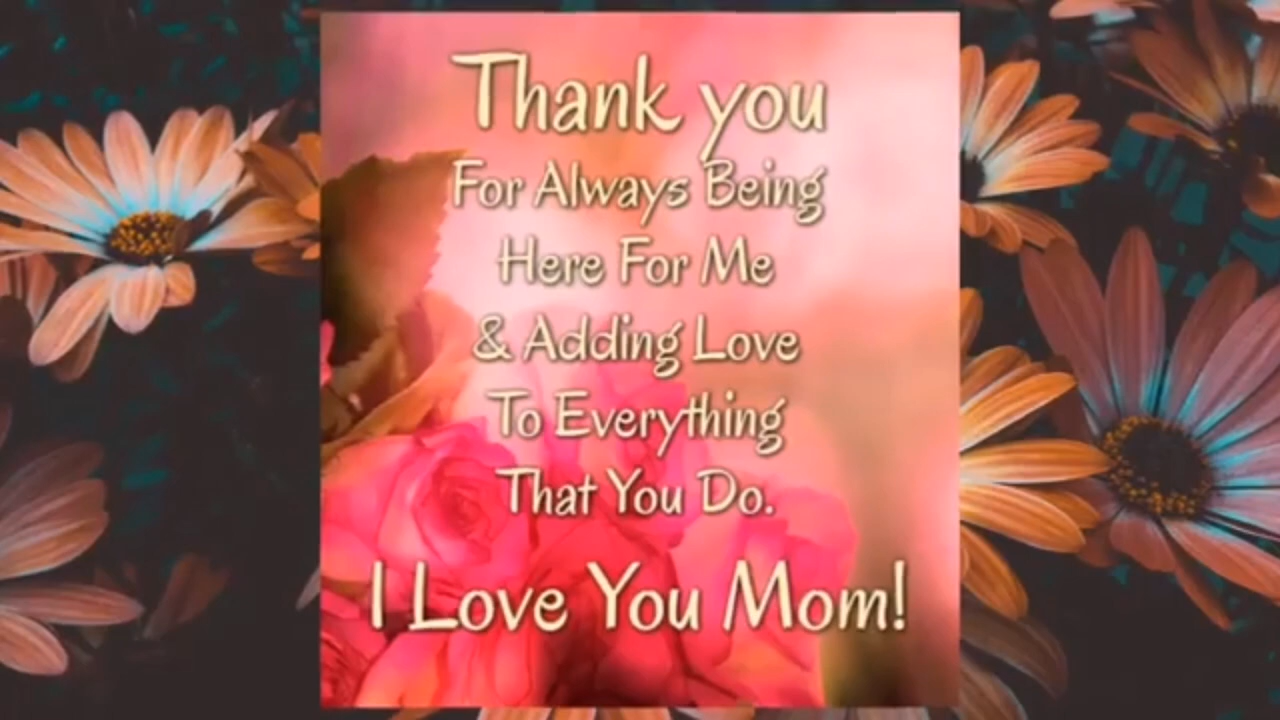 Thank you
For Always Being
Here For Me
& Adding Love
To Everything
That You Do.
I Love You Mom!